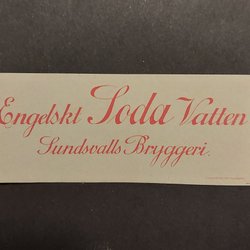 Engelskt Soda Vatten
Sundsvalls Bryggeri.